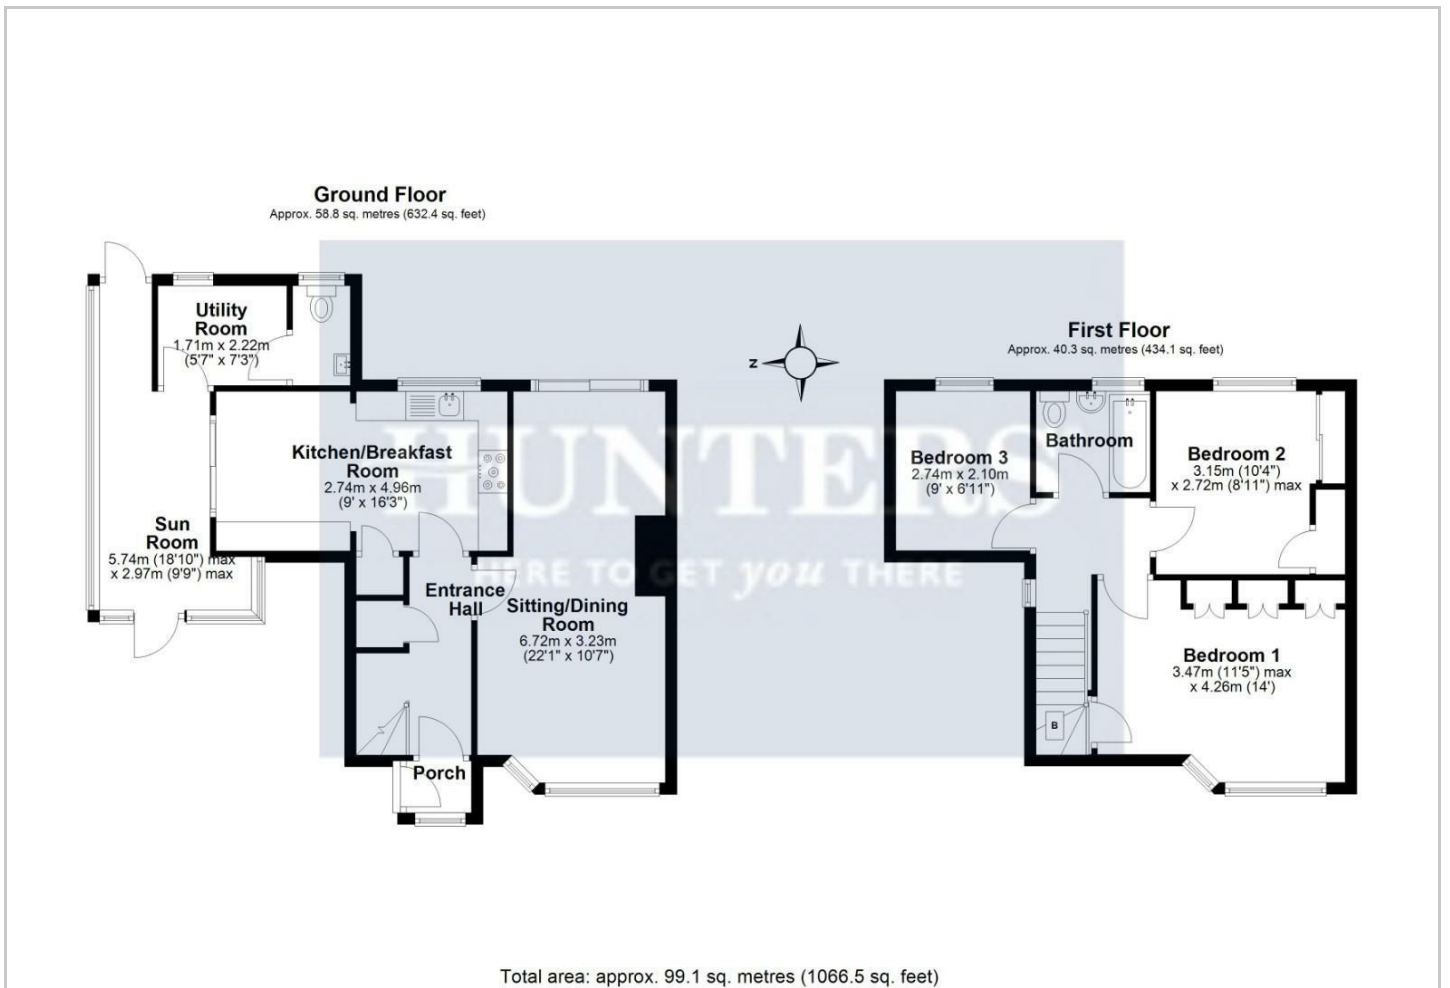 Ground Floor
Approx. 58.8 sq. metres (632.4 sq. feet)
Utility
Room
1.71m x 2.22m
(5'7" x 7'3")
Kitchen/Breakfast
Room
2.74m x 4.96m
(9' x 16'3")
Sun
Room
5.74m (18'10") max
x 2.97m (9'9") max
Entrance
Hall
Sitting/Dining
Room
6.72m x 3.23m
(22'1" x 10'7")
Porch
HUNTERS
HERE TO GET you THERE
Z
First Floor
Approx. 40.3 sq. metres (434.1 sq. feet)
Bedroom 3
2.74m x 2.10m
(9' x 6'11")
Bathroom
Bedroom 2
3.15m (10'4")
x 2.72m (8'11") max
Bedroom 1
3.47m (11'5") max
x 4.26m (14')
B
Total area: approx. 99.1 sq. metres (1066.5 sq. feet)